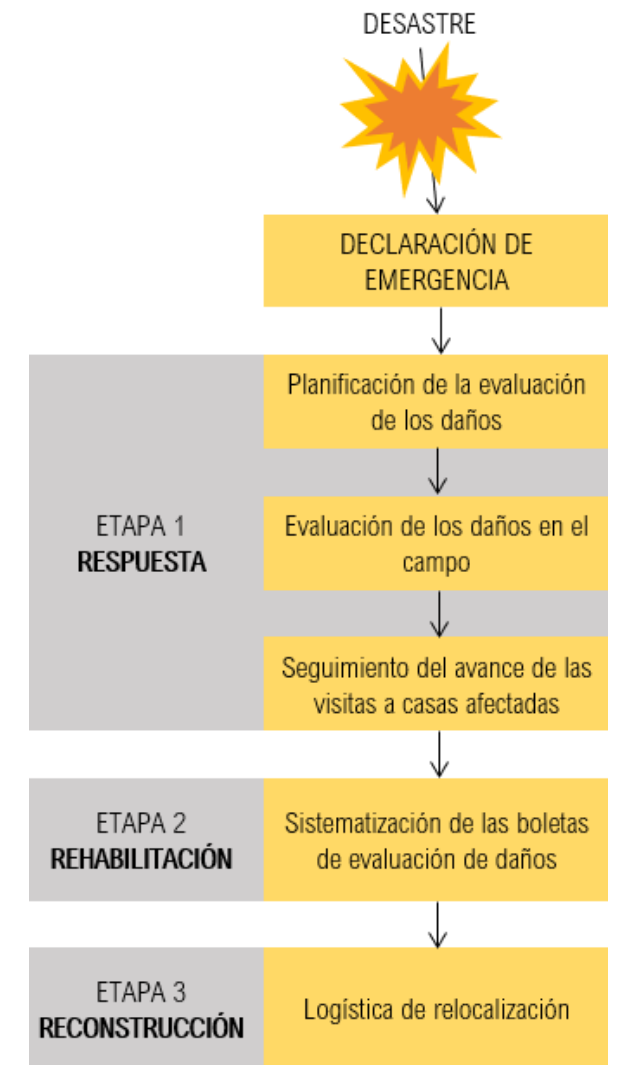 DESASTRE
DECLARACIÓN DE
EMERGENCIA
Planificación de la evaluación
de los daños
ETAPA 1
RESPUESTA
Evaluación de los daños en el
campo
Seguimiento del avance de las
visitas a casas afectadas
ETAPA 2
REHABILITACIÓN
Sistematización de las boletas
de evaluación de daños
ETAPA 3
RECONSTRUCCIÓN
Logística de relocalización